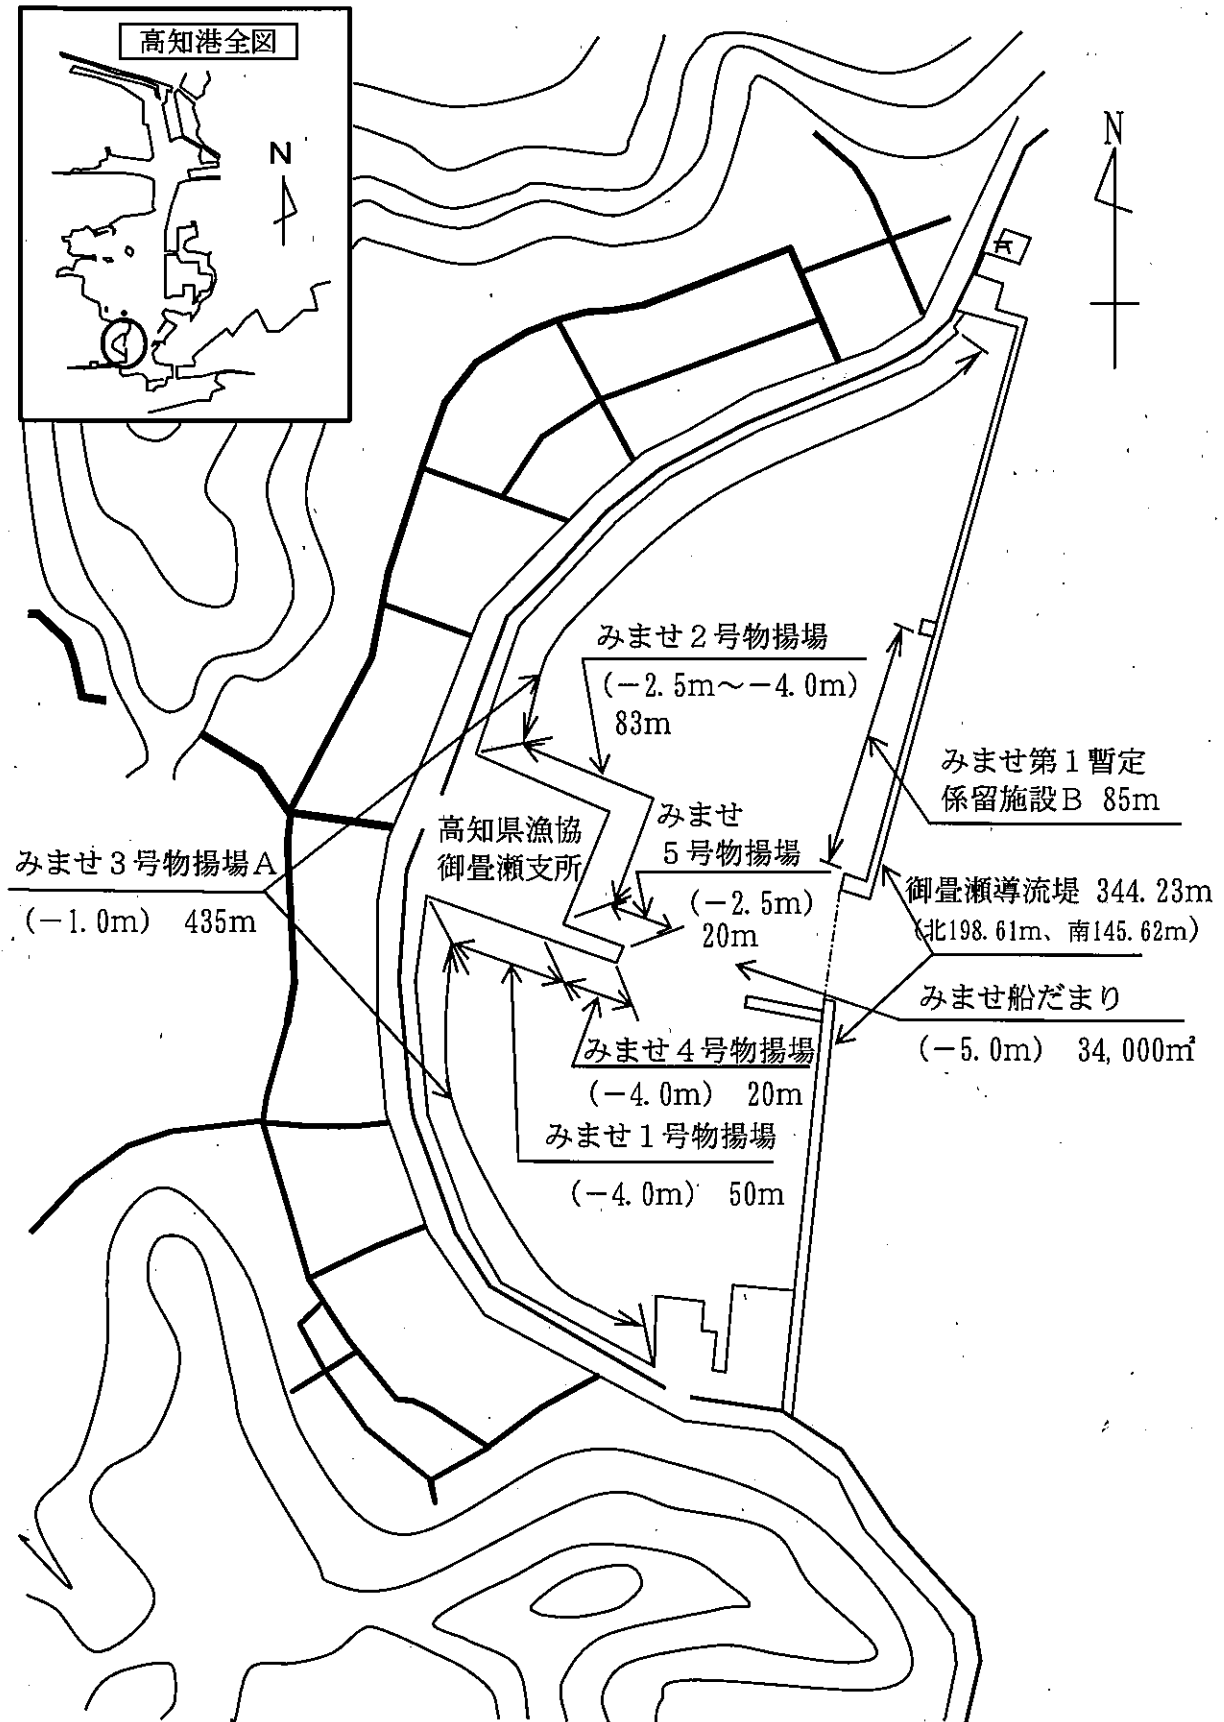 高知港全図
N
N
みませ２号物揚場
(－2.5m～－4.0m)
83m
みませ第１暫定
係留施設Ｂ 85m
高知県漁協
御畳瀬支所
みませ
５号物揚場
(－2.5m)
20m
みませ３号物揚場Ａ
(－1.0m) 435m
御畳瀬導流堤 344.23m
(北198.61m、南145.62m)
みませ船だまり
(－5.0m) 34,000㎡
みませ４号物揚場
(－4.0m) 20m
みませ１号物揚場
(－4.0m) 50m